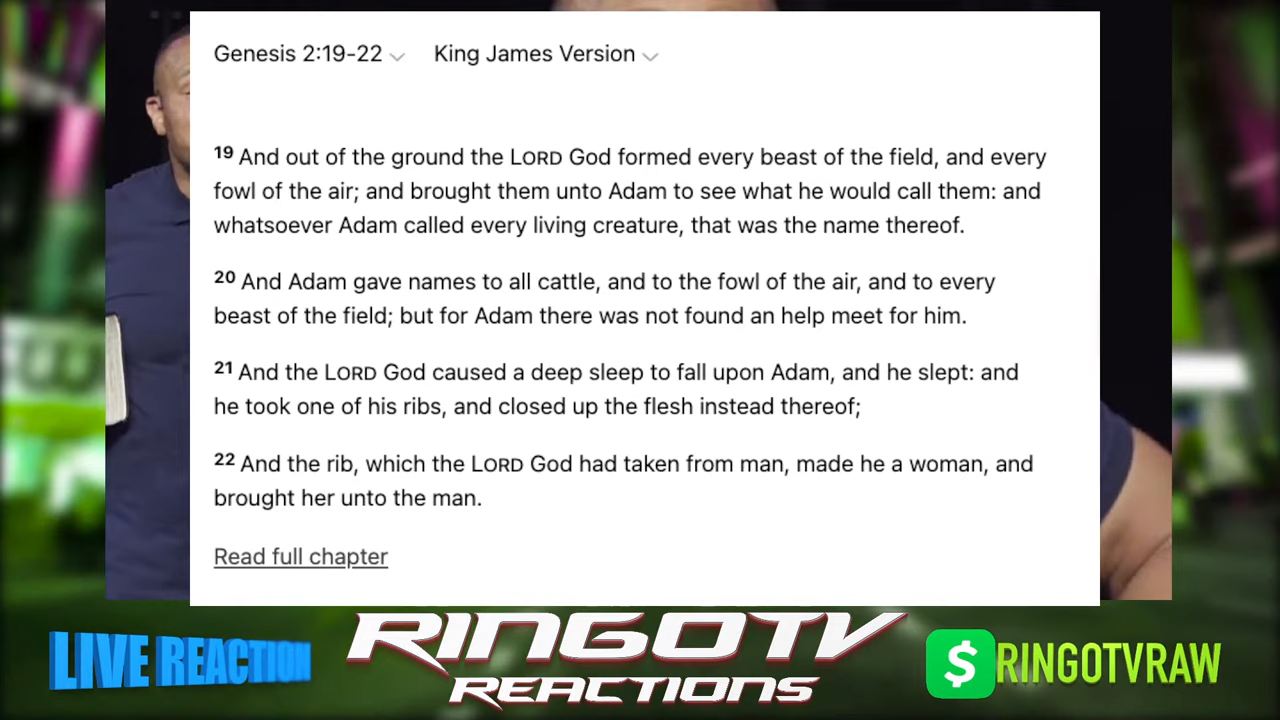 Genesis 2:19-22 King James Version
19 And out of the ground the LORD God formed every beast of the field, and every
fowl of the air; and brought them unto Adam to see what he would call them: and
whatsoever Adam called every living creature, that was the name thereof.
20 And Adam gave names to all cattle, and to the fowl of the air, and to every
beast of the field; but for Adam there was not found an help meet for him.
21 And the LORD God caused a deep sleep to fall upon Adam, and he slept: and
he took one of his ribs, and closed up the flesh instead thereof;
22 And the rib, which the LORD God had taken from man, made he a woman, and
brought her unto the man.
Read full chapter
LIVE REACTION
RINGOTV
REACTIONS
$RINGOTVRAW